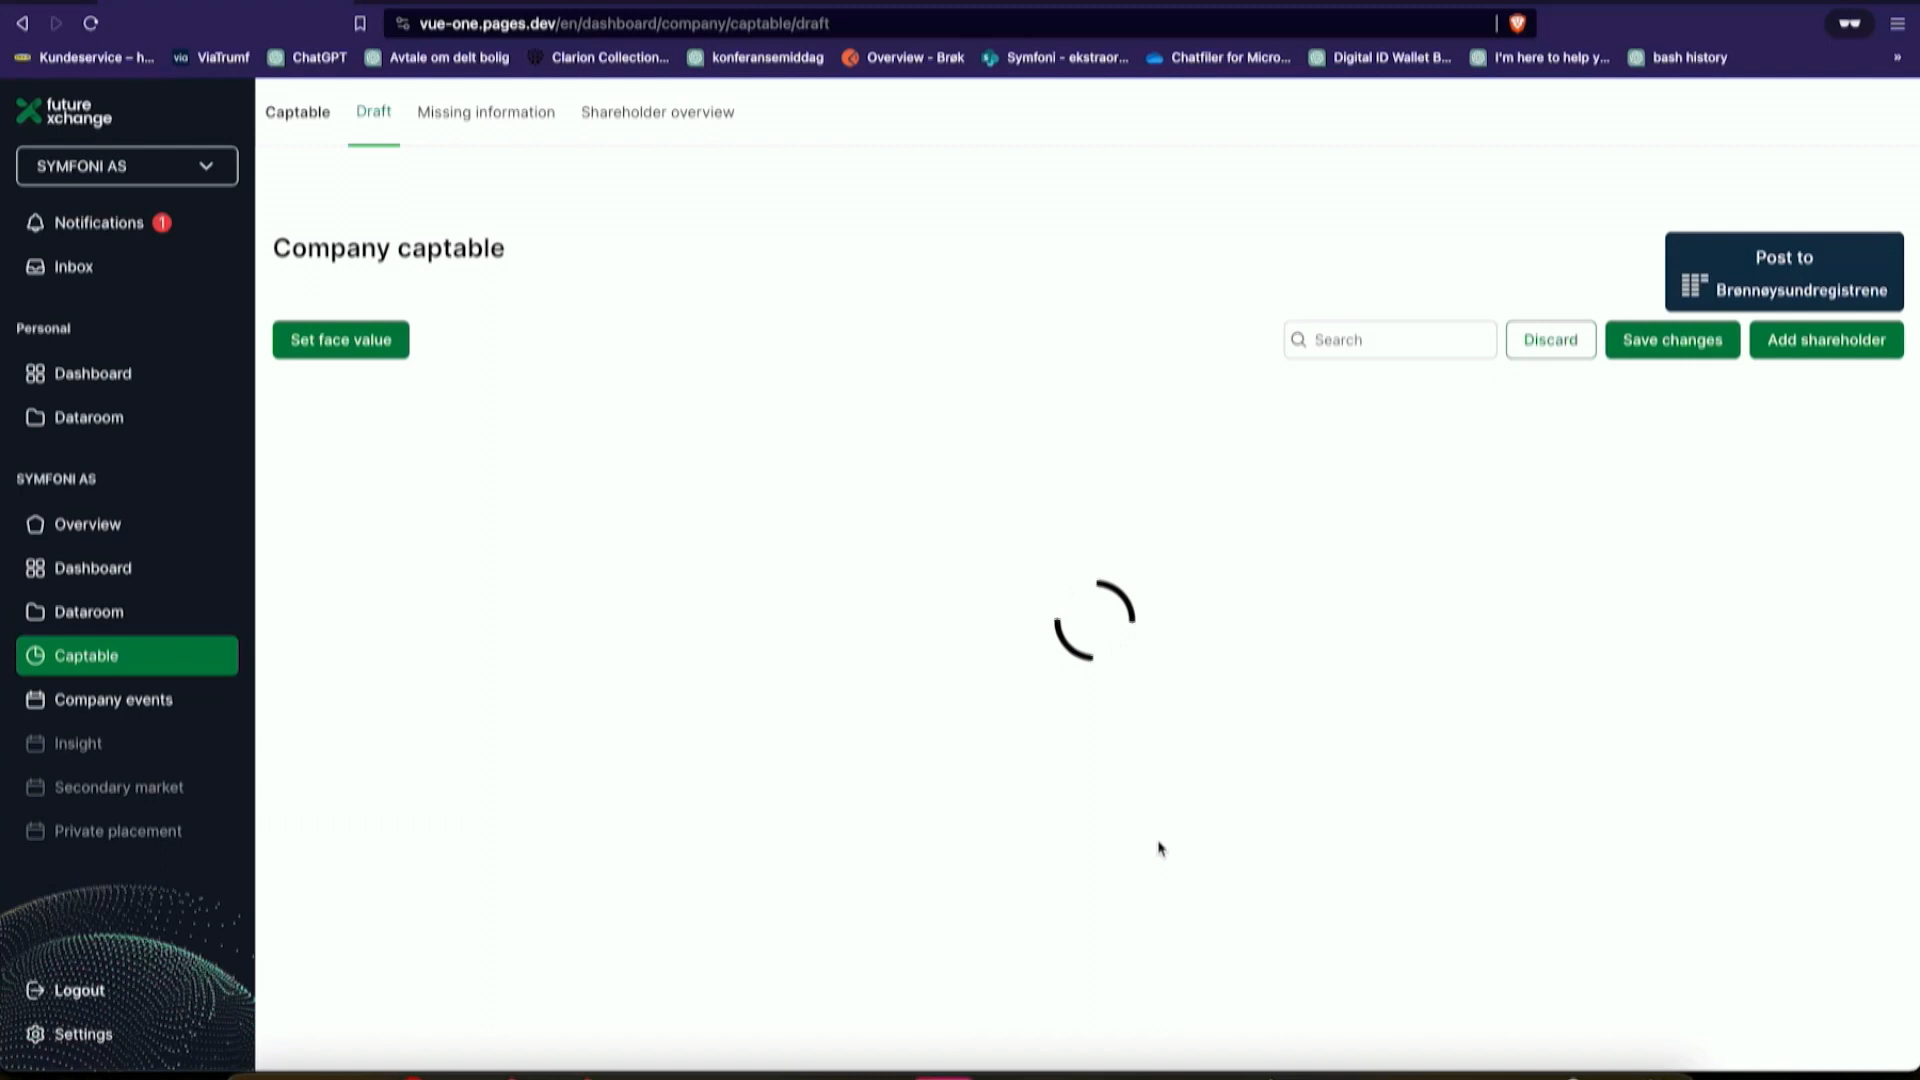 vue-one.pages.dev/en/dashboard/company/captable/draft
Kundeservice – h...
via ViaTrumf
ChatGPT
Avtale om delt bolig
Clarion Collection...
konferansemiddag
Overview - Brøk
Symfoni - ekstraor...
Chatfiler for Micro...
Digital ID Wallet B...
I'm here to help y...
bash history
»
future
xchange
SYMFONI AS
Notifications 1
Inbox
Personal
Dashboard
Dataroom
SYMFONI AS
Overview
Dashboard
Dataroom
Captable
Company events
Insight
Secondary market
Private placement
Logout
Settings
Captable
Draft
Missing information
Shareholder overview
Company captable
Post to
Brønnøysundregistrene
Set face value
Search
Discard
Save changes
Add shareholder